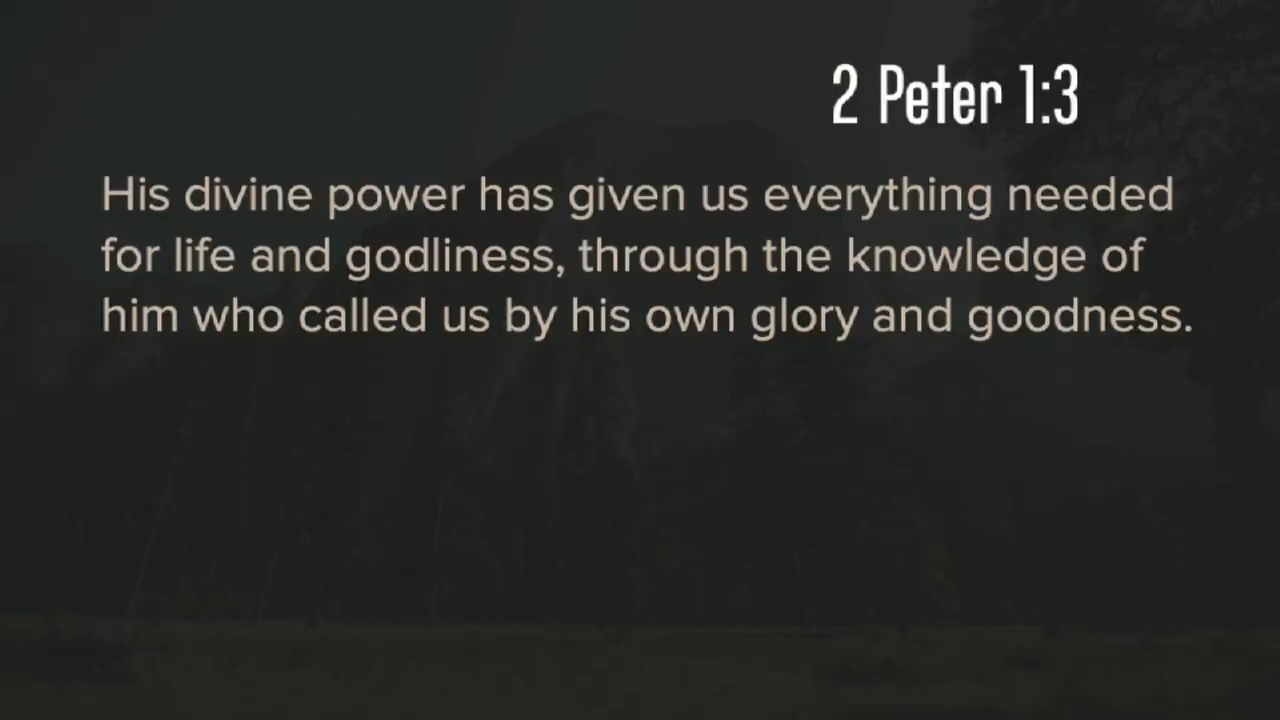 2 Peter 1:3
His divine power has given us everything needed
for life and godliness, through the knowledge of
him who called us by his own glory and goodness.